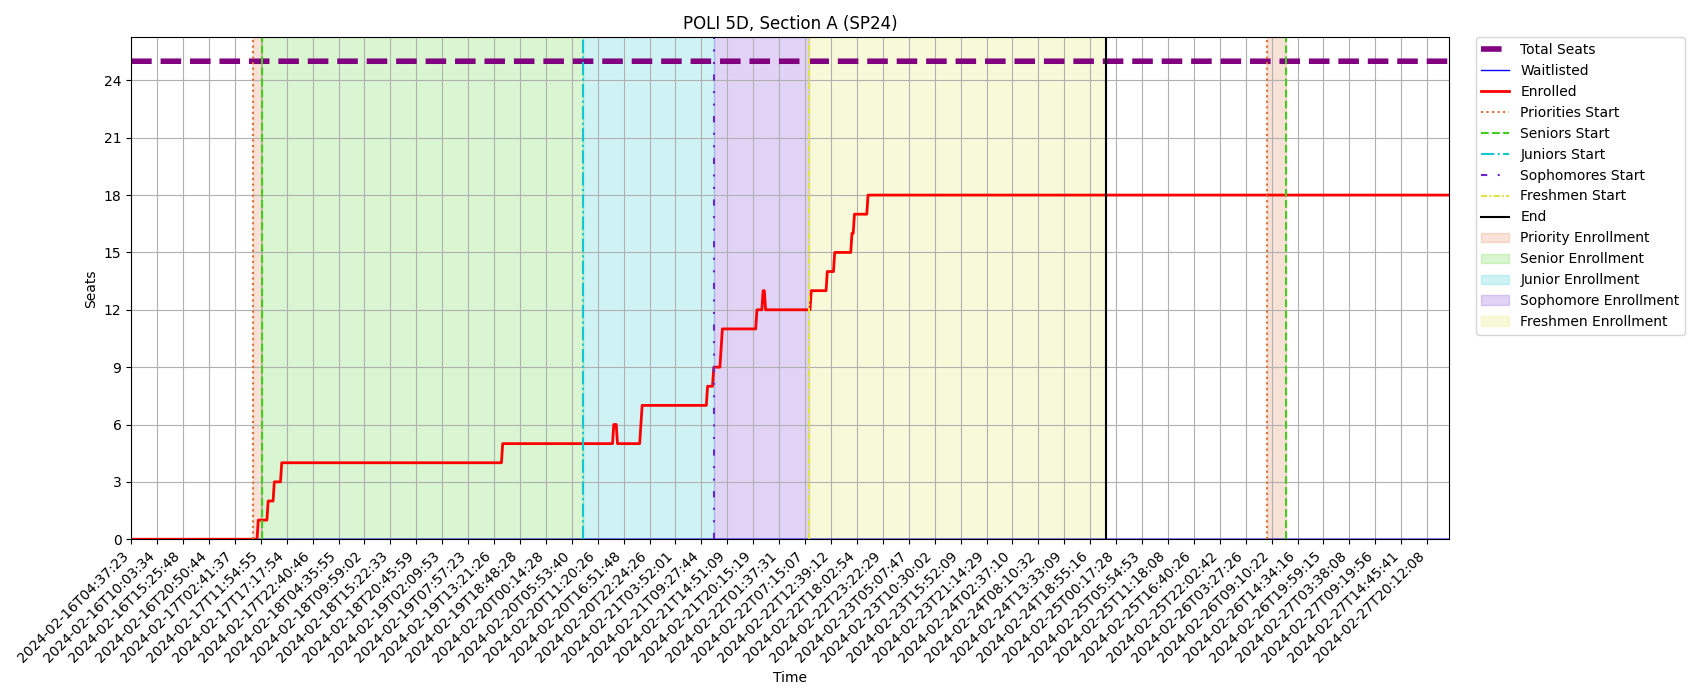 POLI 5D, Section A (SP24)
Seats
24
21
18
15
12
9
6
3
0
2024-02-16T04:37:23
2024-02-16T10:03:34
2024-02-16T15:25:48
2024-02-16T20:50:44
2024-02-17T02:41:37
2024-02-17T11:54:55
2024-02-17T17:17:54
2024-02-17T22:40:46
2024-02-18T04:35:55
2024-02-18T09:59:02
2024-02-18T15:22:33
2024-02-18T20:45:59
2024-02-19T02:09:53
2024-02-19T07:57:23
2024-02-19T13:21:26
2024-02-19T18:48:28
2024-02-20T00:14:28
2024-02-20T05:53:40
2024-02-20T11:20:26
2024-02-20T16:51:48
2024-02-20T22:24:26
2024-02-21T03:52:01
2024-02-21T09:27:44
2024-02-21T14:51:09
2024-02-21T20:15:19
2024-02-22T01:37:31
2024-02-22T07:15:07
2024-02-22T12:39:12
2024-02-22T18:02:54
2024-02-22T23:22:29
2024-02-23T05:07:47
2024-02-23T10:30:02
2024-02-23T15:52:09
2024-02-23T21:14:29
2024-02-24T02:37:10
2024-02-24T08:10:32
2024-02-24T13:33:09
2024-02-24T18:55:16
2024-02-25T00:17:28
2024-02-25T05:54:53
2024-02-25T11:18:08
2024-02-25T16:40:26
2024-02-25T22:02:42
2024-02-26T03:27:26
2024-02-26T09:10:22
2024-02-26T14:34:16
2024-02-26T19:59:15
2024-02-27T03:38:08
2024-02-27T09:19:56
2024-02-27T14:45:41
2024-02-27T20:12:08
Time
Total Seats
Waitlisted
Enrolled
Priorities Start
Seniors Start
Juniors Start
Sophomores Start
Freshmen Start
End
Priority Enrollment
Senior Enrollment
Junior Enrollment
Sophomore Enrollment
Freshmen Enrollment